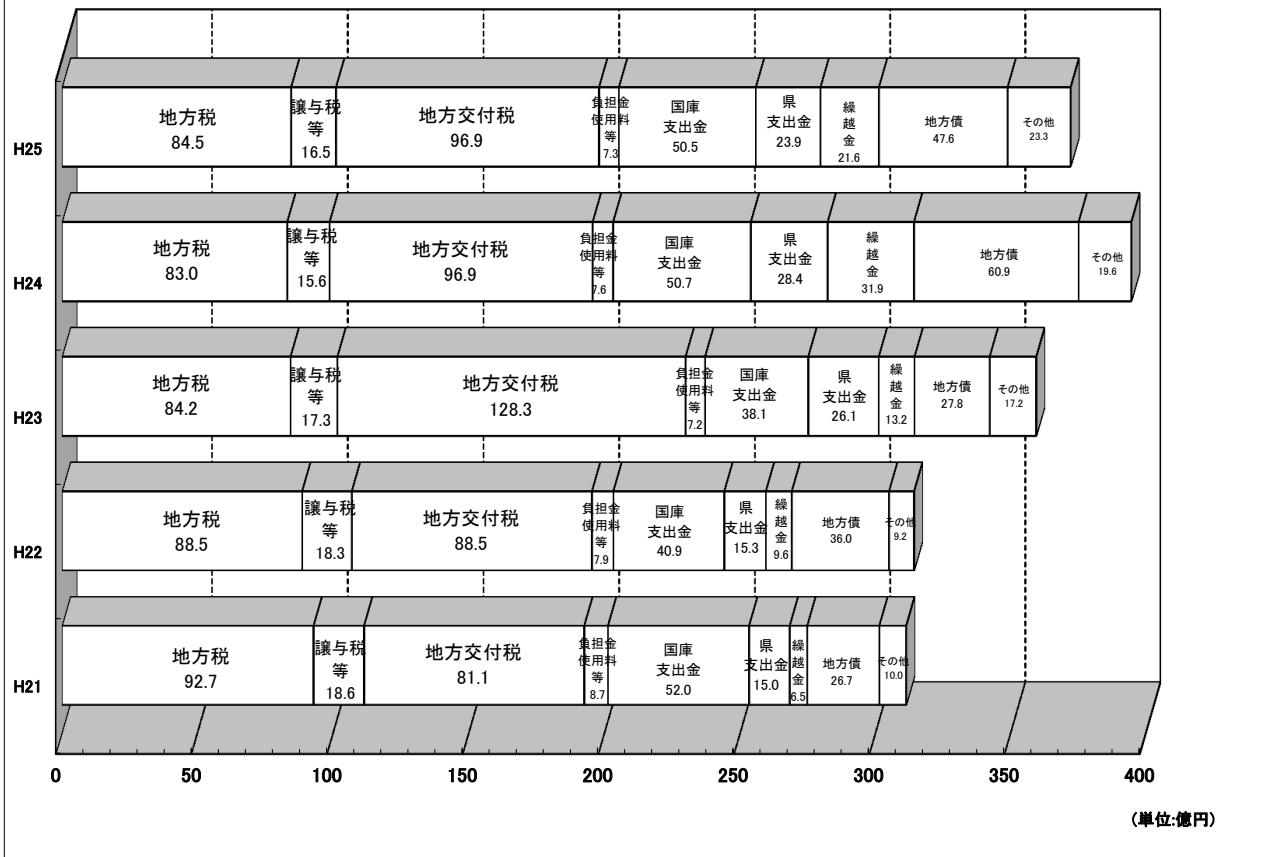 H25
地方税
84.5
譲与税
等
16.5
地方交付税
96.9
負担金
使用料
等
7.3
国庫
支出金
50.5
県
支出金
23.9
繰
越
金
21.6
地方債
47.6
その他
23.3
H24
地方税
83.0
譲与税
等
15.6
地方交付税
96.9
負担金
使用料
等
7.6
国庫
支出金
50.7
県
支出金
28.4
繰
越
金
31.9
地方債
60.9
その他
19.6
H23
地方税
84.2
譲与税
等
17.3
地方交付税
128.3
負担金
使用料
等
7.2
国庫
支出金
38.1
県
支出金
26.1
繰
越
金
13.2
地方債
27.8
その他
17.2
H22
地方税
88.5
譲与税
等
18.3
地方交付税
88.5
負担金
使用料
等
7.9
国庫
支出金
40.9
県
支出金
15.3
繰
越
金
9.6
地方債
36.0
その他
9.2
H21
地方税
92.7
譲与税
等
18.6
地方交付税
81.1
負担金
使用料
等
8.7
国庫
支出金
52.0
県
支出金
15.0
繰
越
金
6.5
地方債
26.7
その他
10.0
0 50 100 150 200 250 300 350 400
(単位:億円)